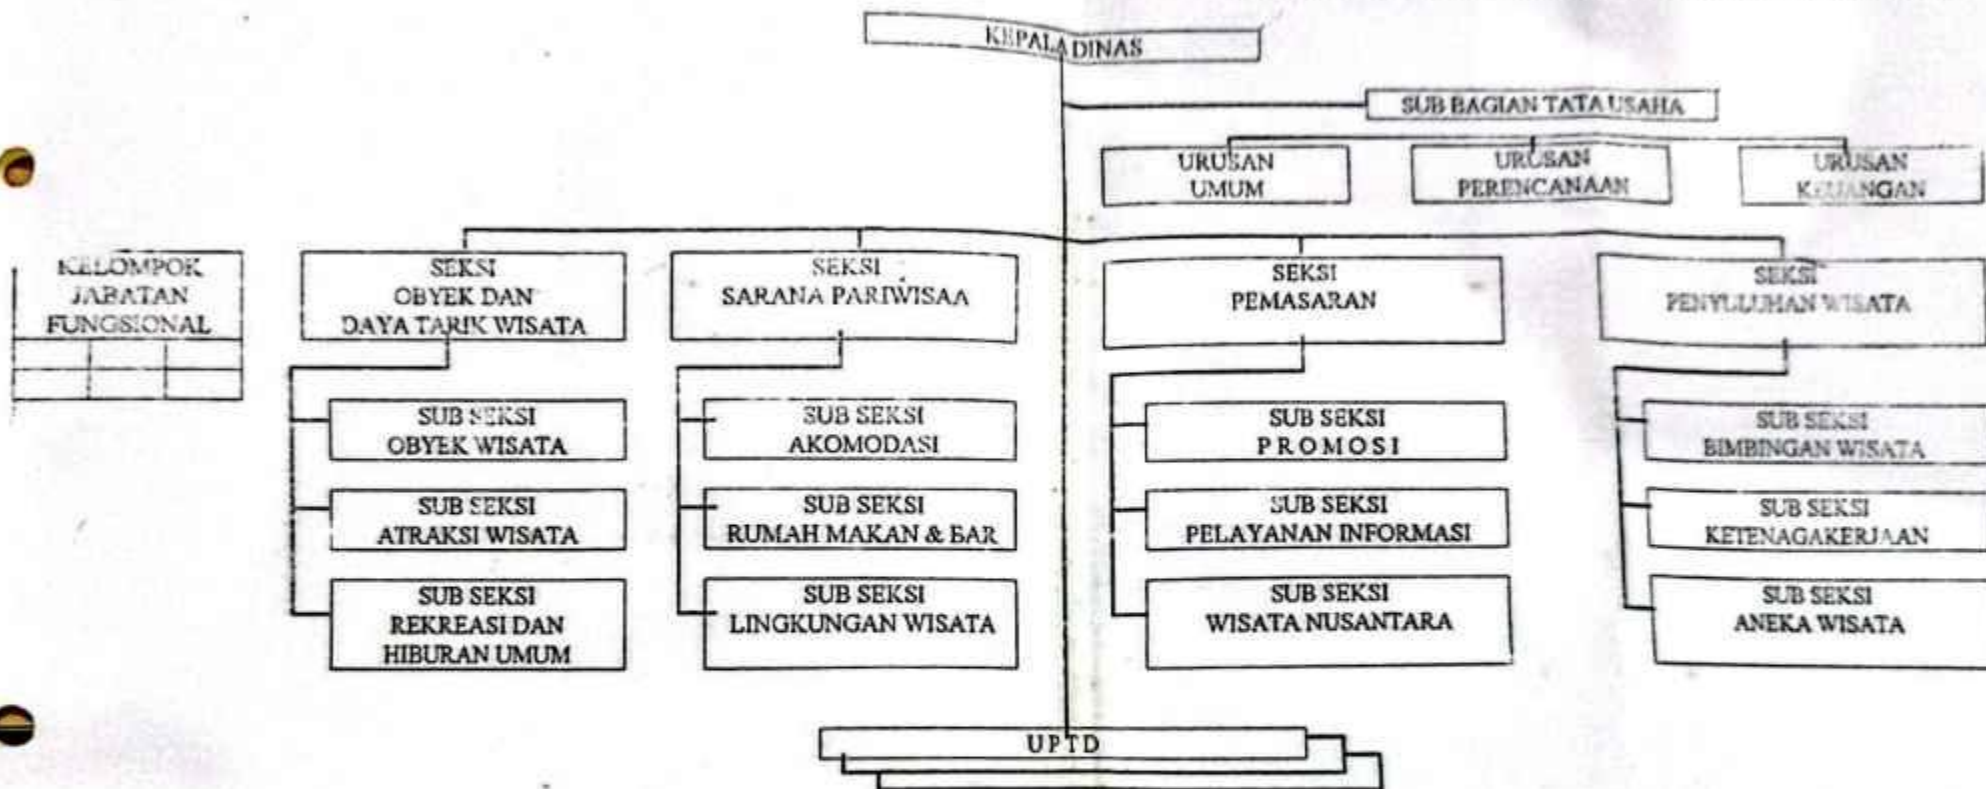 KEPALA DINAS
SUB BAGIAN TATA USAHA
URUSAN
UMUM
URUSAN
PERENCANAAN
URUSAN
KEUANGAN
KELOMPOK
JABATAN
FUNGSIONAL
SEKSI
OBYEK DAN
DAYA TARIK WISATA
SEKSI
SARANA PARIWISAA
SEKSI
PEMASARAN
SEKSI
PENYULUHAN WISATA
SUB SEKSI
OBYEK WISATA
SUB SEKSI
AKOMODASI
SUB SEKSI
P R O M O S I
SUB SEKSI
BIMBINGAN WISATA
SUB SEKSI
ATRAKSI WISATA
SUB SEKSI
RUMAH MAKAN & BAR
SUB SEKSI
PELAYANAN INFORMASI
SUB SEKSI
KETENAGAKERJAAN
SUB SEKSI
REKREASI DAN
HIBURAN UMUM
SUB SEKSI
LINGKUNGAN WISATA
SUB SEKSI
WISATA NUSANTARA
SUB SEKSI
ANEKA WISATA
UPTD